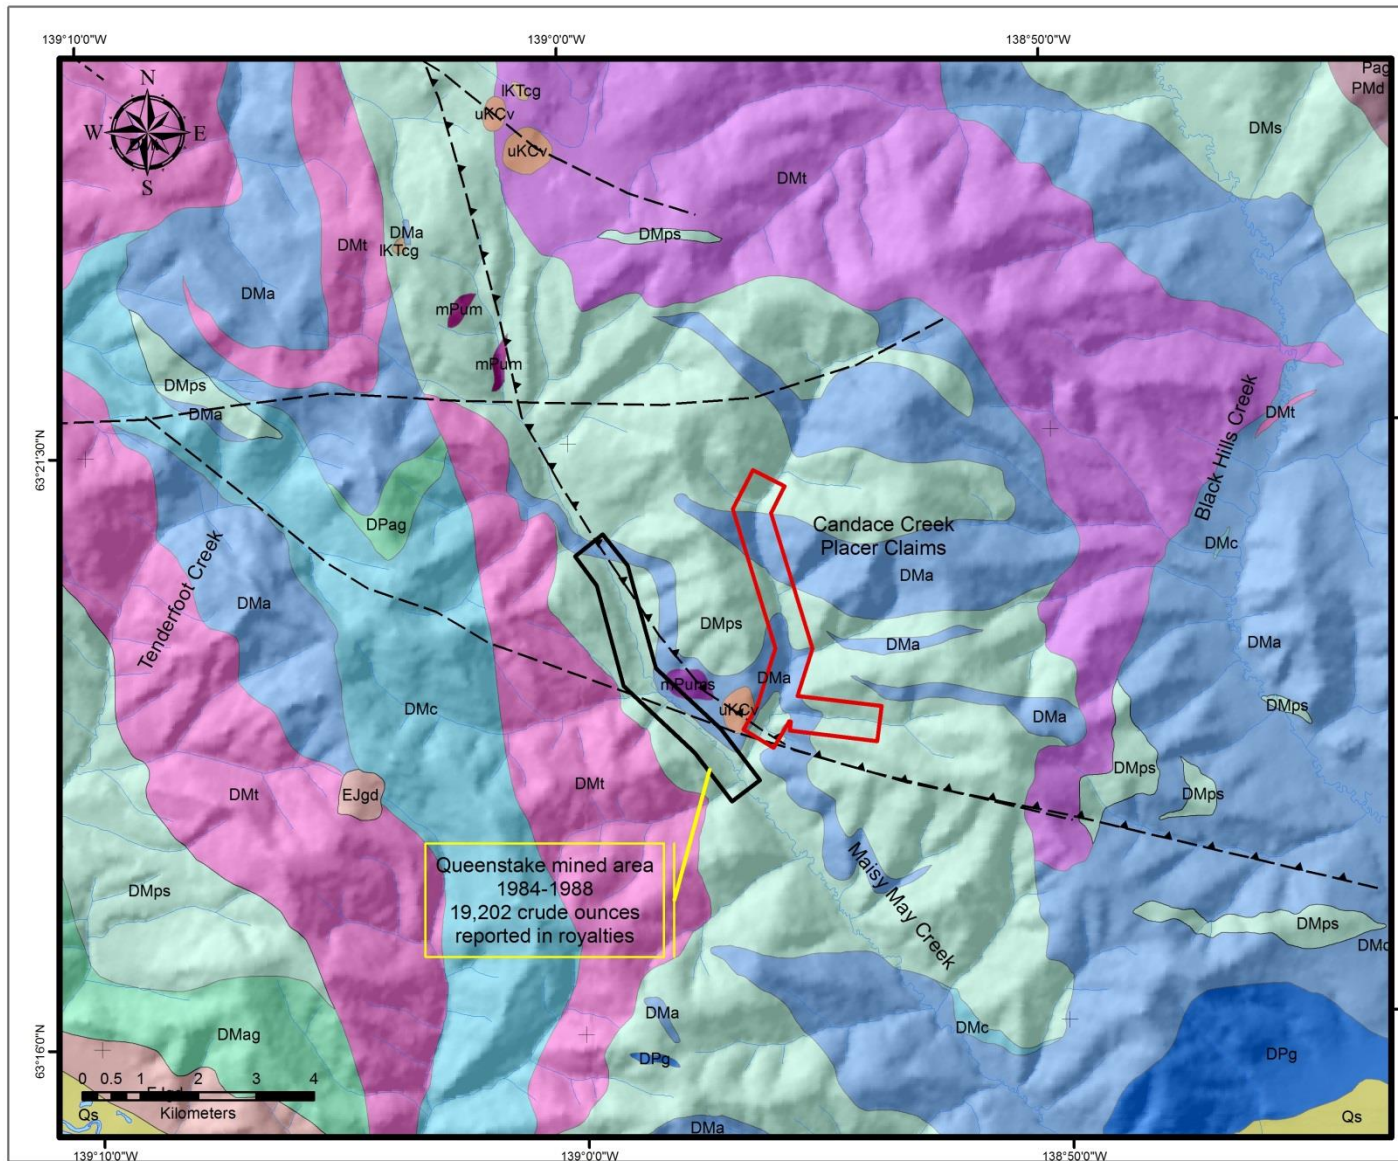 139°10'0"W
139°0'0"W
138°50'0"W
N
W E
S
lKTcg
uKCv
uKCv
Pag
PMd
DMs
DMt
DMa
lKTcg
DMt
DMps
DMa
mPum
mPum
DMps
DMa
DMt
63°21'30"N
Black Hills Creek
DPag
Candace Creek
Placer Claims
DMc
Tenderfoot Creek
DMa
DMa
DMps
DMa
DMa
DMa
mPums
uKCv
DMa
DMps
DMc
DMps
DMps
DMt
EJgd
DMt
Queenstake mined area
1984-1988
19,202 crude ounces
reported in royalties
Maisy May Creek
DMps
DMps
DMa
DMc
DMag
DPg
DPg
63°16'0"N
0 0.5 1 2 3 4
Kilometers
Qs
DMa
Qs
139°10'0"W
139°0'0"W
138°50'0"W